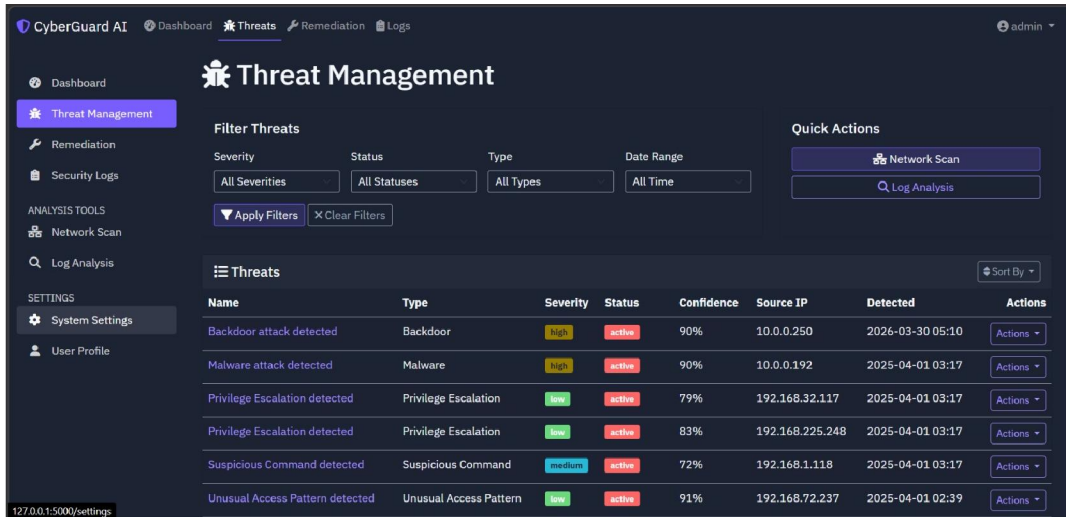 CyberGuard AI Dashboard Threats Remediation Logs admin
Dashboard
Threat Management
Remediation
Security Logs
ANALYSIS TOOLS
Network Scan
Log Analysis
SETTINGS
System Settings
User Profile
Threat Management
Filter Threats
Severity Status Type Date Range
All Severities All Statuses All Types All Time
Apply Filters Clear Filters
Quick Actions
Network Scan
Log Analysis
Threats Sort By
Name Type Severity Status Confidence Source IP Detected Actions
Backdoor attack detected Backdoor high active 90% 10.0.0.250 2026-03-30 05:10 Actions
Malware attack detected Malware high active 90% 10.0.0.192 2025-04-01 03:17 Actions
Privilege Escalation detected Privilege Escalation low active 79% 192.168.32.117 2025-04-01 03:17 Actions
Privilege Escalation detected Privilege Escalation low active 83% 192.168.225.248 2025-04-01 03:17 Actions
Suspicious Command detected Suspicious Command medium active 72% 192.168.1.118 2025-04-01 03:17 Actions
Unusual Access Pattern detected Unusual Access Pattern low active 91% 192.168.72.237 2025-04-01 02:39 Actions
127.0.0.1:5000/settings